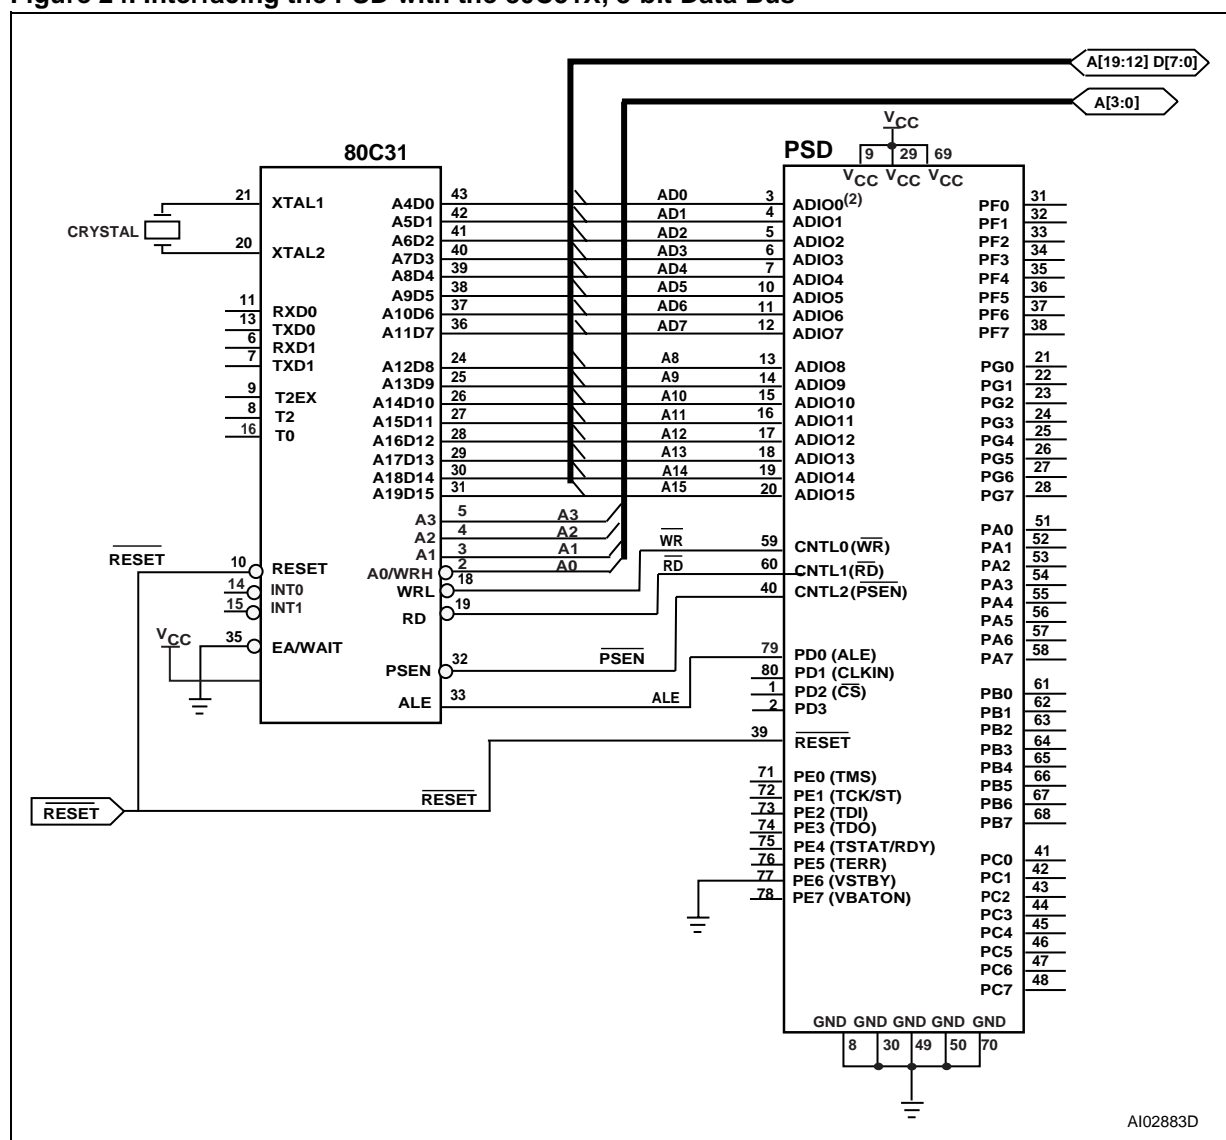 A[19:12] D[7:0]
A[3:0]
VCC
80C31
PSD
9 29 69
VCC VCC VCC
21 XTAL1
CRYSTAL
20 XTAL2
11 RXD0
13 TXD0
6 RXD1
7 TXD1
9 T2EX
8 T2
16 T0
RESET
10 RESET
14 INT0
15 INT1
VCC
35 EA/WAIT
A4D0 43 AD0 3 ADIO0(2)
A5D1 42 AD1 4 ADIO1
A6D2 41 AD2 5 ADIO2
A7D3 40 AD3 6 ADIO3
A8D4 39 AD4 7 ADIO4
A9D5 38 AD5 10 ADIO5
A10D6 37 AD6 11 ADIO6
A11D7 36 AD7 12 ADIO7
A12D8 24 A8 13 ADIO8
A13D9 25 A9 14 ADIO9
A14D10 26 A10 15 ADIO10
A15D11 27 A11 16 ADIO11
A16D12 28 A12 17 ADIO12
A17D13 29 A13 18 ADIO13
A18D14 30 A14 19 ADIO14
A19D15 31 A15 20 ADIO15
A3 5 A3
A2 4 A2
A1 3 A1
A0/WRH 2 A0
WRL 18 WR 59 CNTL0(WR)
RD 19 RD 60 CNTL1(RD)
PSEN 32 PSEN 40 CNTL2(PSEN)
ALE 33 ALE 79 PD0 (ALE)
80 PD1 (CLKIN)
1 PD2 (CS)
2 PD3
39 RESET
RESET
RESET
71 PE0 (TMS)
72 PE1 (TCK/ST)
73 PE2 (TDI)
74 PE3 (TDO)
75 PE4 (TSTAT/RDY)
76 PE5 (TERR)
77 PE6 (VSTBY)
78 PE7 (VBATON)
PF0 31
PF1 32
PF2 33
PF3 34
PF4 35
PF5 36
PF6 37
PF7 38
PG0 21
PG1 22
PG2 23
PG3 24
PG4 25
PG5 26
PG6 27
PG7 28
PA0 51
PA1 52
PA2 53
PA3 54
PA4 55
PA5 56
PA6 57
PA7 58
PB0 61
PB1 62
PB2 63
PB3 64
PB4 65
PB5 66
PB6 67
PB7 68
PC0 41
PC1 42
PC2 43
PC3 44
PC4 45
PC5 46
PC6 47
PC7 48
GND GND GND GND GND
8 30 49 50 70
AI02883D